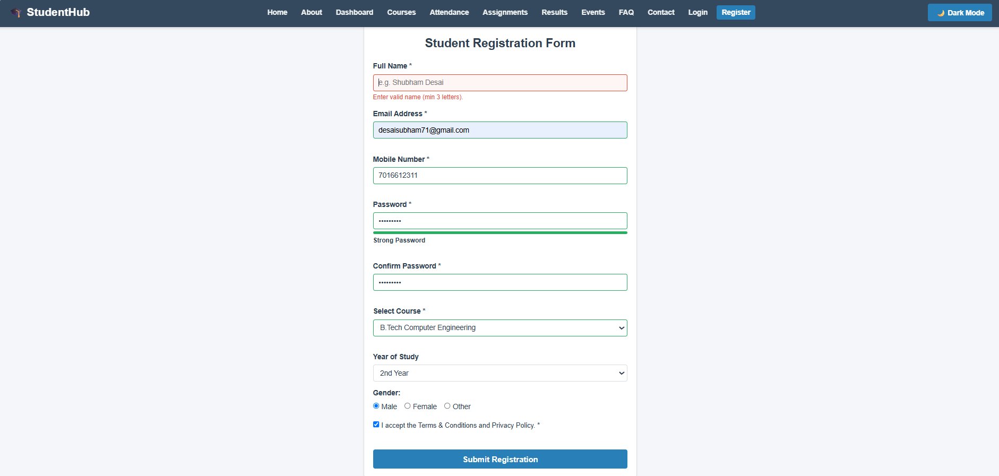 StudentHub Home About Dashboard Courses Attendance Assignments Results Events FAQ Contact Login Register 🌙 Dark Mode
Student Registration Form
Full Name *
e.g. Shubham Desai
Enter valid name (min 3 letters).
Email Address *
desaisubham71@gmail.com
Mobile Number *
7016612311
Password *
•••••••••
Strong Password
Confirm Password *
•••••••••
Select Course *
B.Tech Computer Engineering
Year of Study
2nd Year
Gender:
Male Female Other
I accept the Terms & Conditions and Privacy Policy. *
Submit Registration